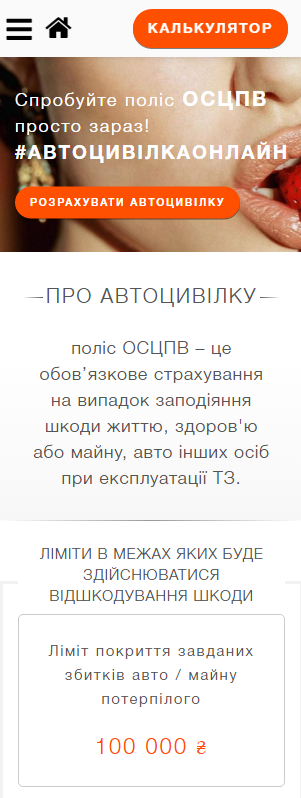 КАЛЬКУЛЯТОР
Спробуйте поліс ОСЦПВ
просто зараз!
#АВТОЦИВІЛКАОНЛАЙН
РОЗРАХУВАТИ АВТОЦИВІЛКУ
ПРО АВТОЦИВІЛКУ
поліс ОСЦПВ – це
обов’язкове страхування
на випадок заподіяння
шкоди життю, здоров'ю
або майну, авто інших осіб
при експлуатації ТЗ.
ЛІМІТИ В МЕЖАХ ЯКИХ БУДЕ
ЗДІЙСНЮВАТИСЯ
ВІДШКОДУВАННЯ ШКОДИ
Ліміт покриття завданих
збитків авто / майну
потерпілого
100 000 ₴